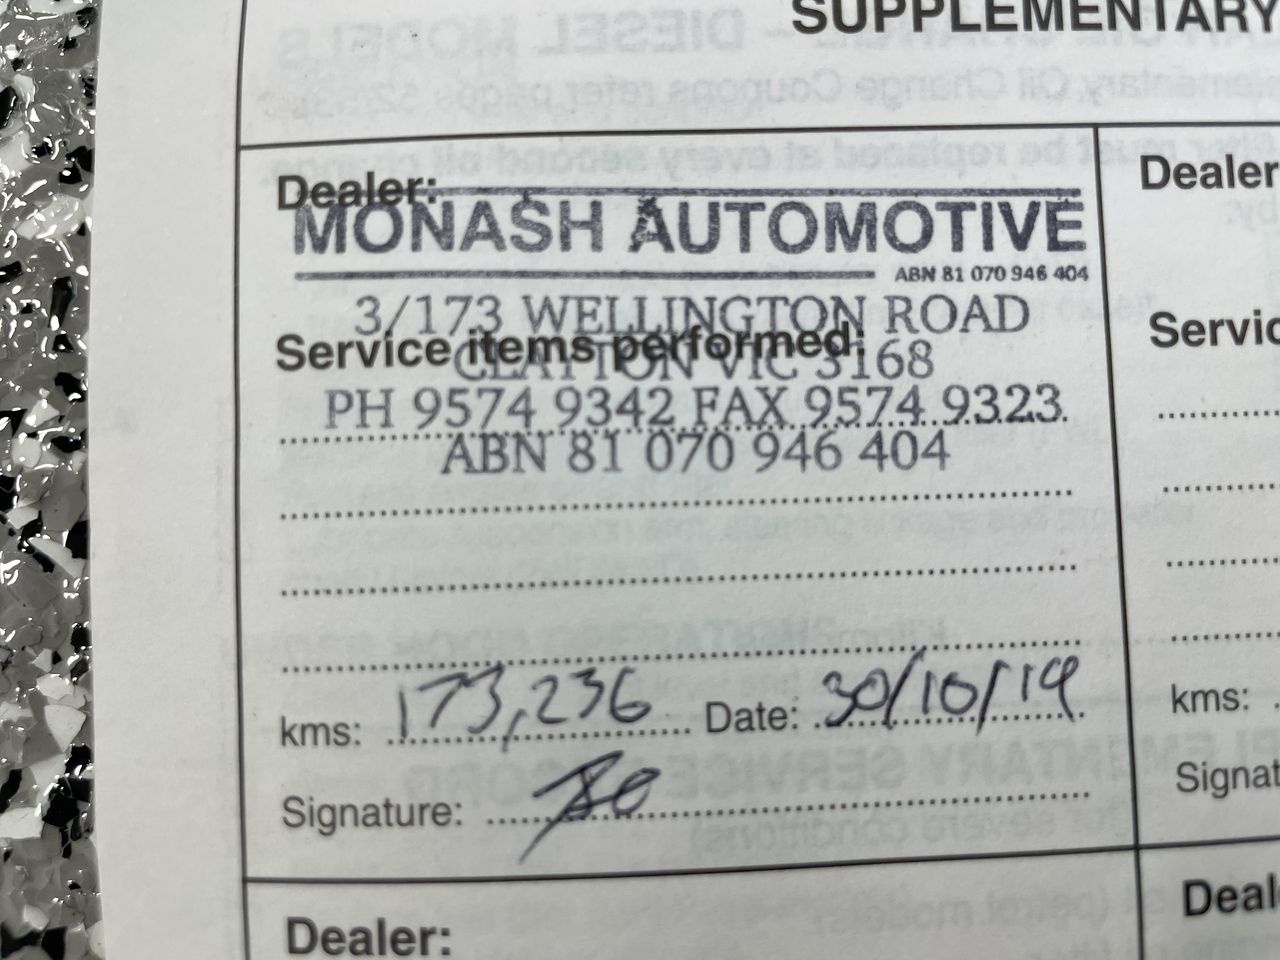 SUPPLEMENTARY
Dealer:
MONASH AUTOMOTIVE
ABN 81 070 946 404
3/173 WELLINGTON ROAD
Service items performed:
CLAYTON VIC 3168
PH 9574 9342 FAX 9574 9323
ABN 81 070 946 404
kms: 173,236 Date: 30/10/19
Signature:
Dealer:
Dealer
Servic
kms:
Signat
Deal